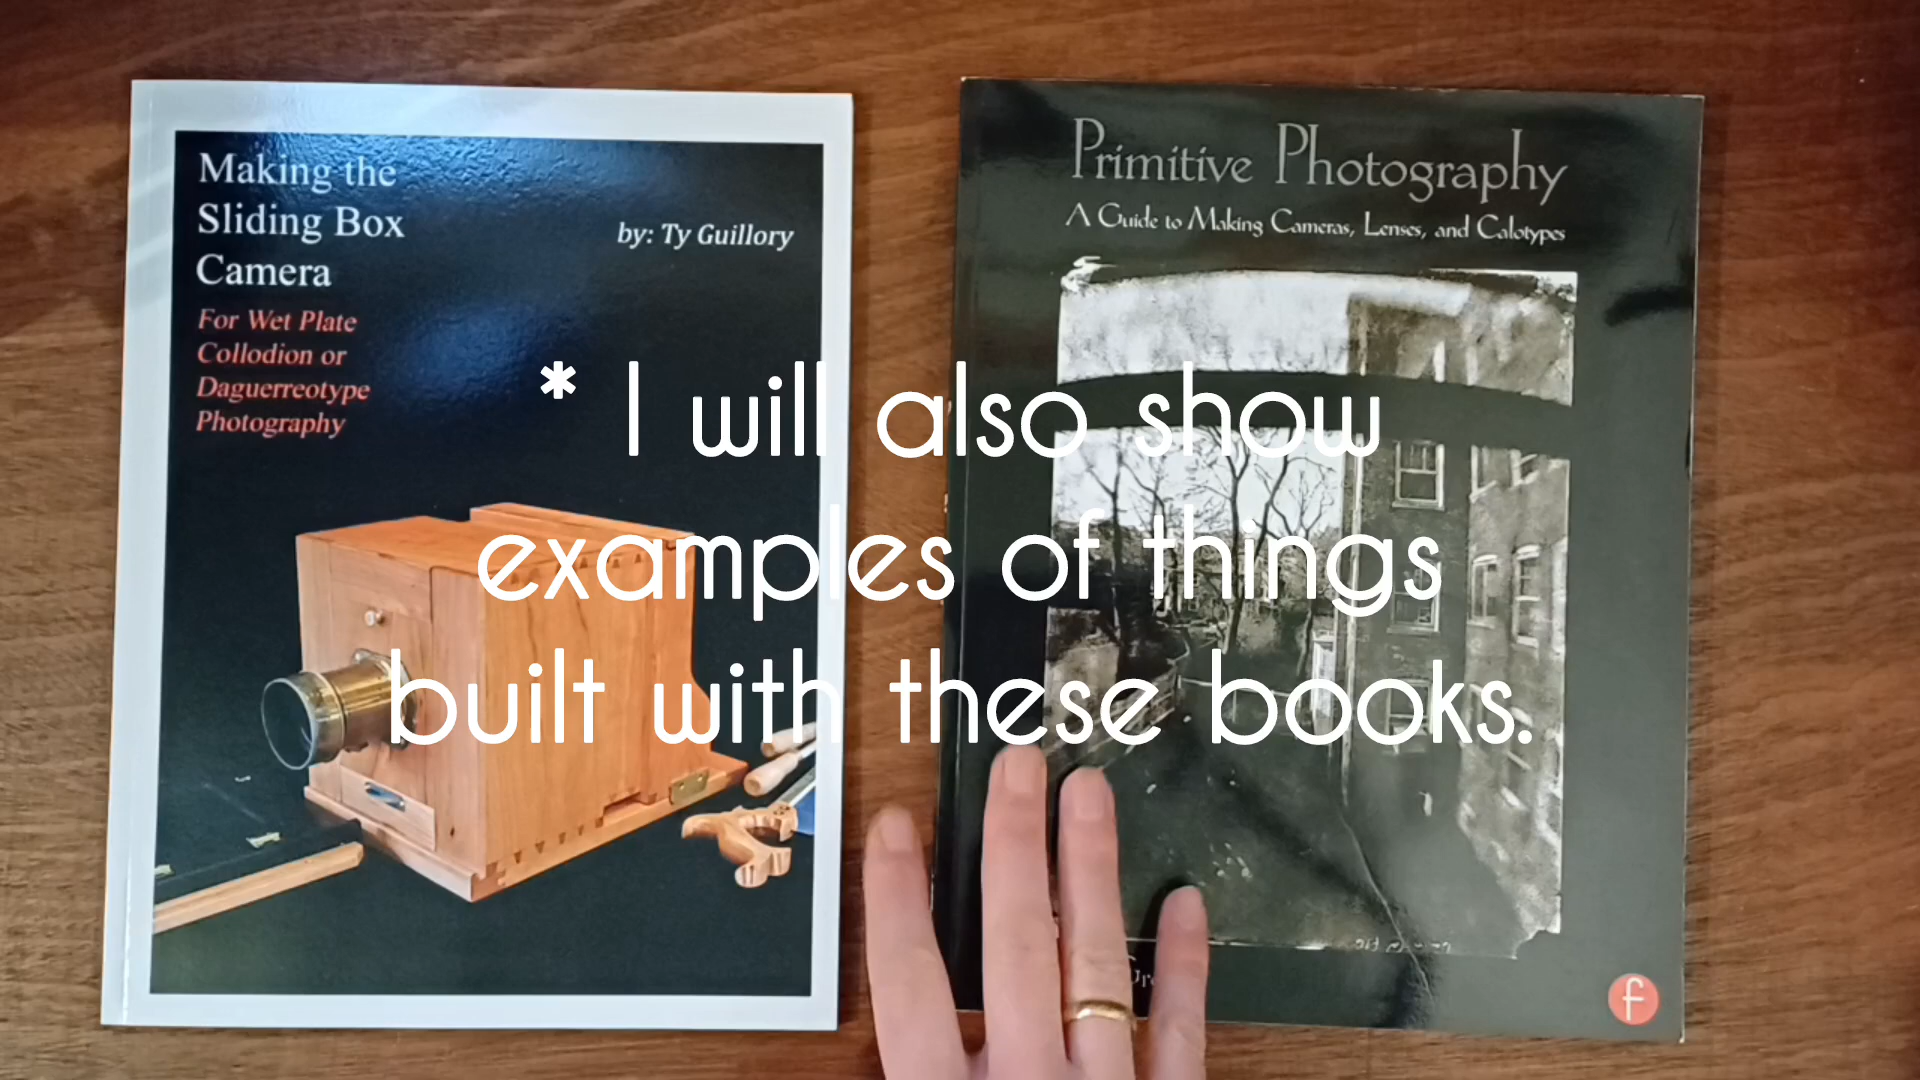 Making the
Sliding Box
Camera
by: Ty Guillory
For Wet Plate
Collodion or
Daguerreotype
Photography
Primitive Photography
A Guide to Making Cameras, Lenses, and Calotypes
f
* I will also show
examples of things
built with these books.